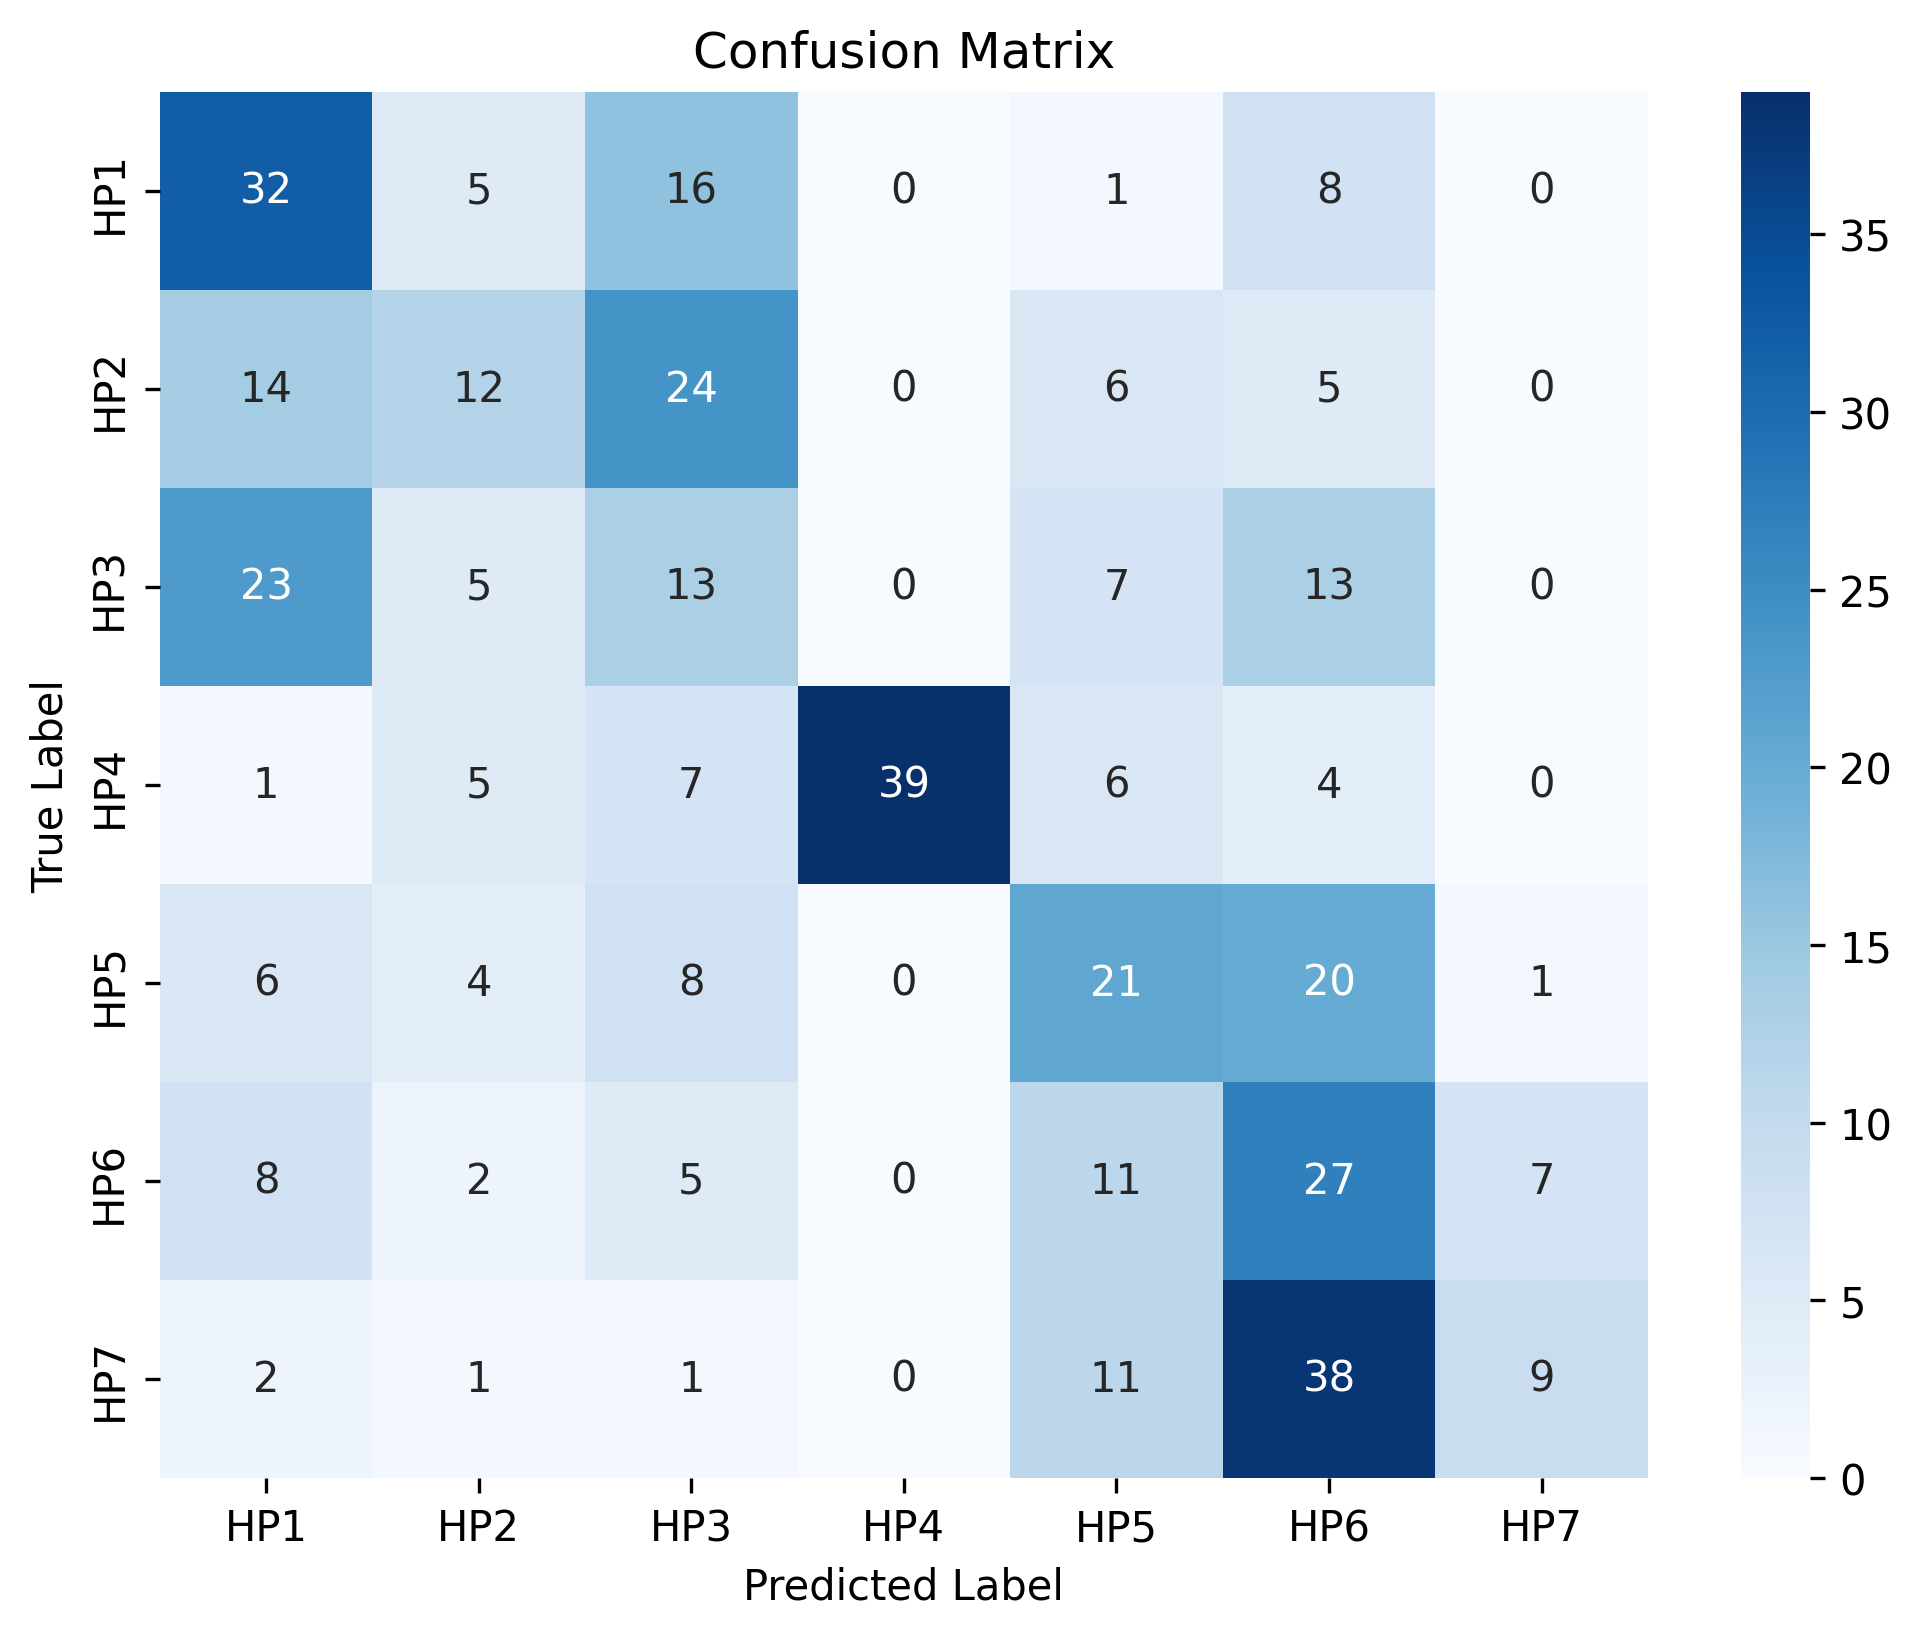 Confusion Matrix
True Label
HP1 32 5 16 0 1 8 0
HP2 14 12 24 0 6 5 0
HP3 23 5 13 0 7 13 0
HP4 1 5 7 39 6 4 0
HP5 6 4 8 0 21 20 1
HP6 8 2 5 0 11 27 7
HP7 2 1 1 0 11 38 9
HP1 HP2 HP3 HP4 HP5 HP6 HP7
Predicted Label
35
30
25
20
15
10
5
0